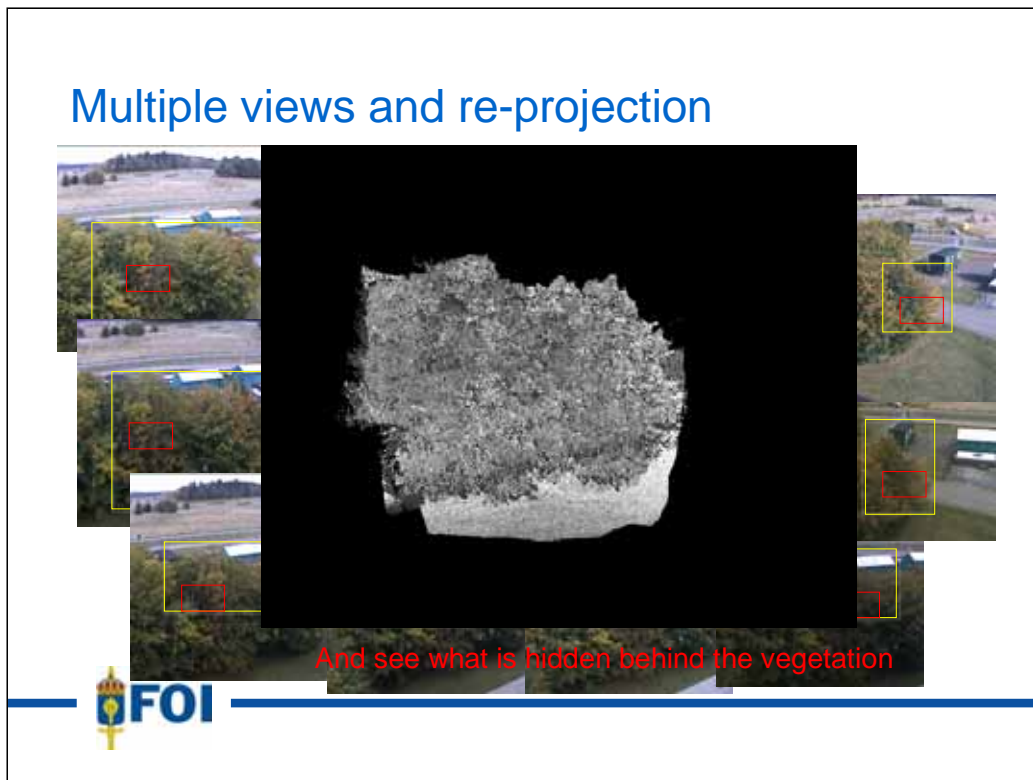 Multiple views and re-projection
And see what is hidden behind the vegetation
FOI